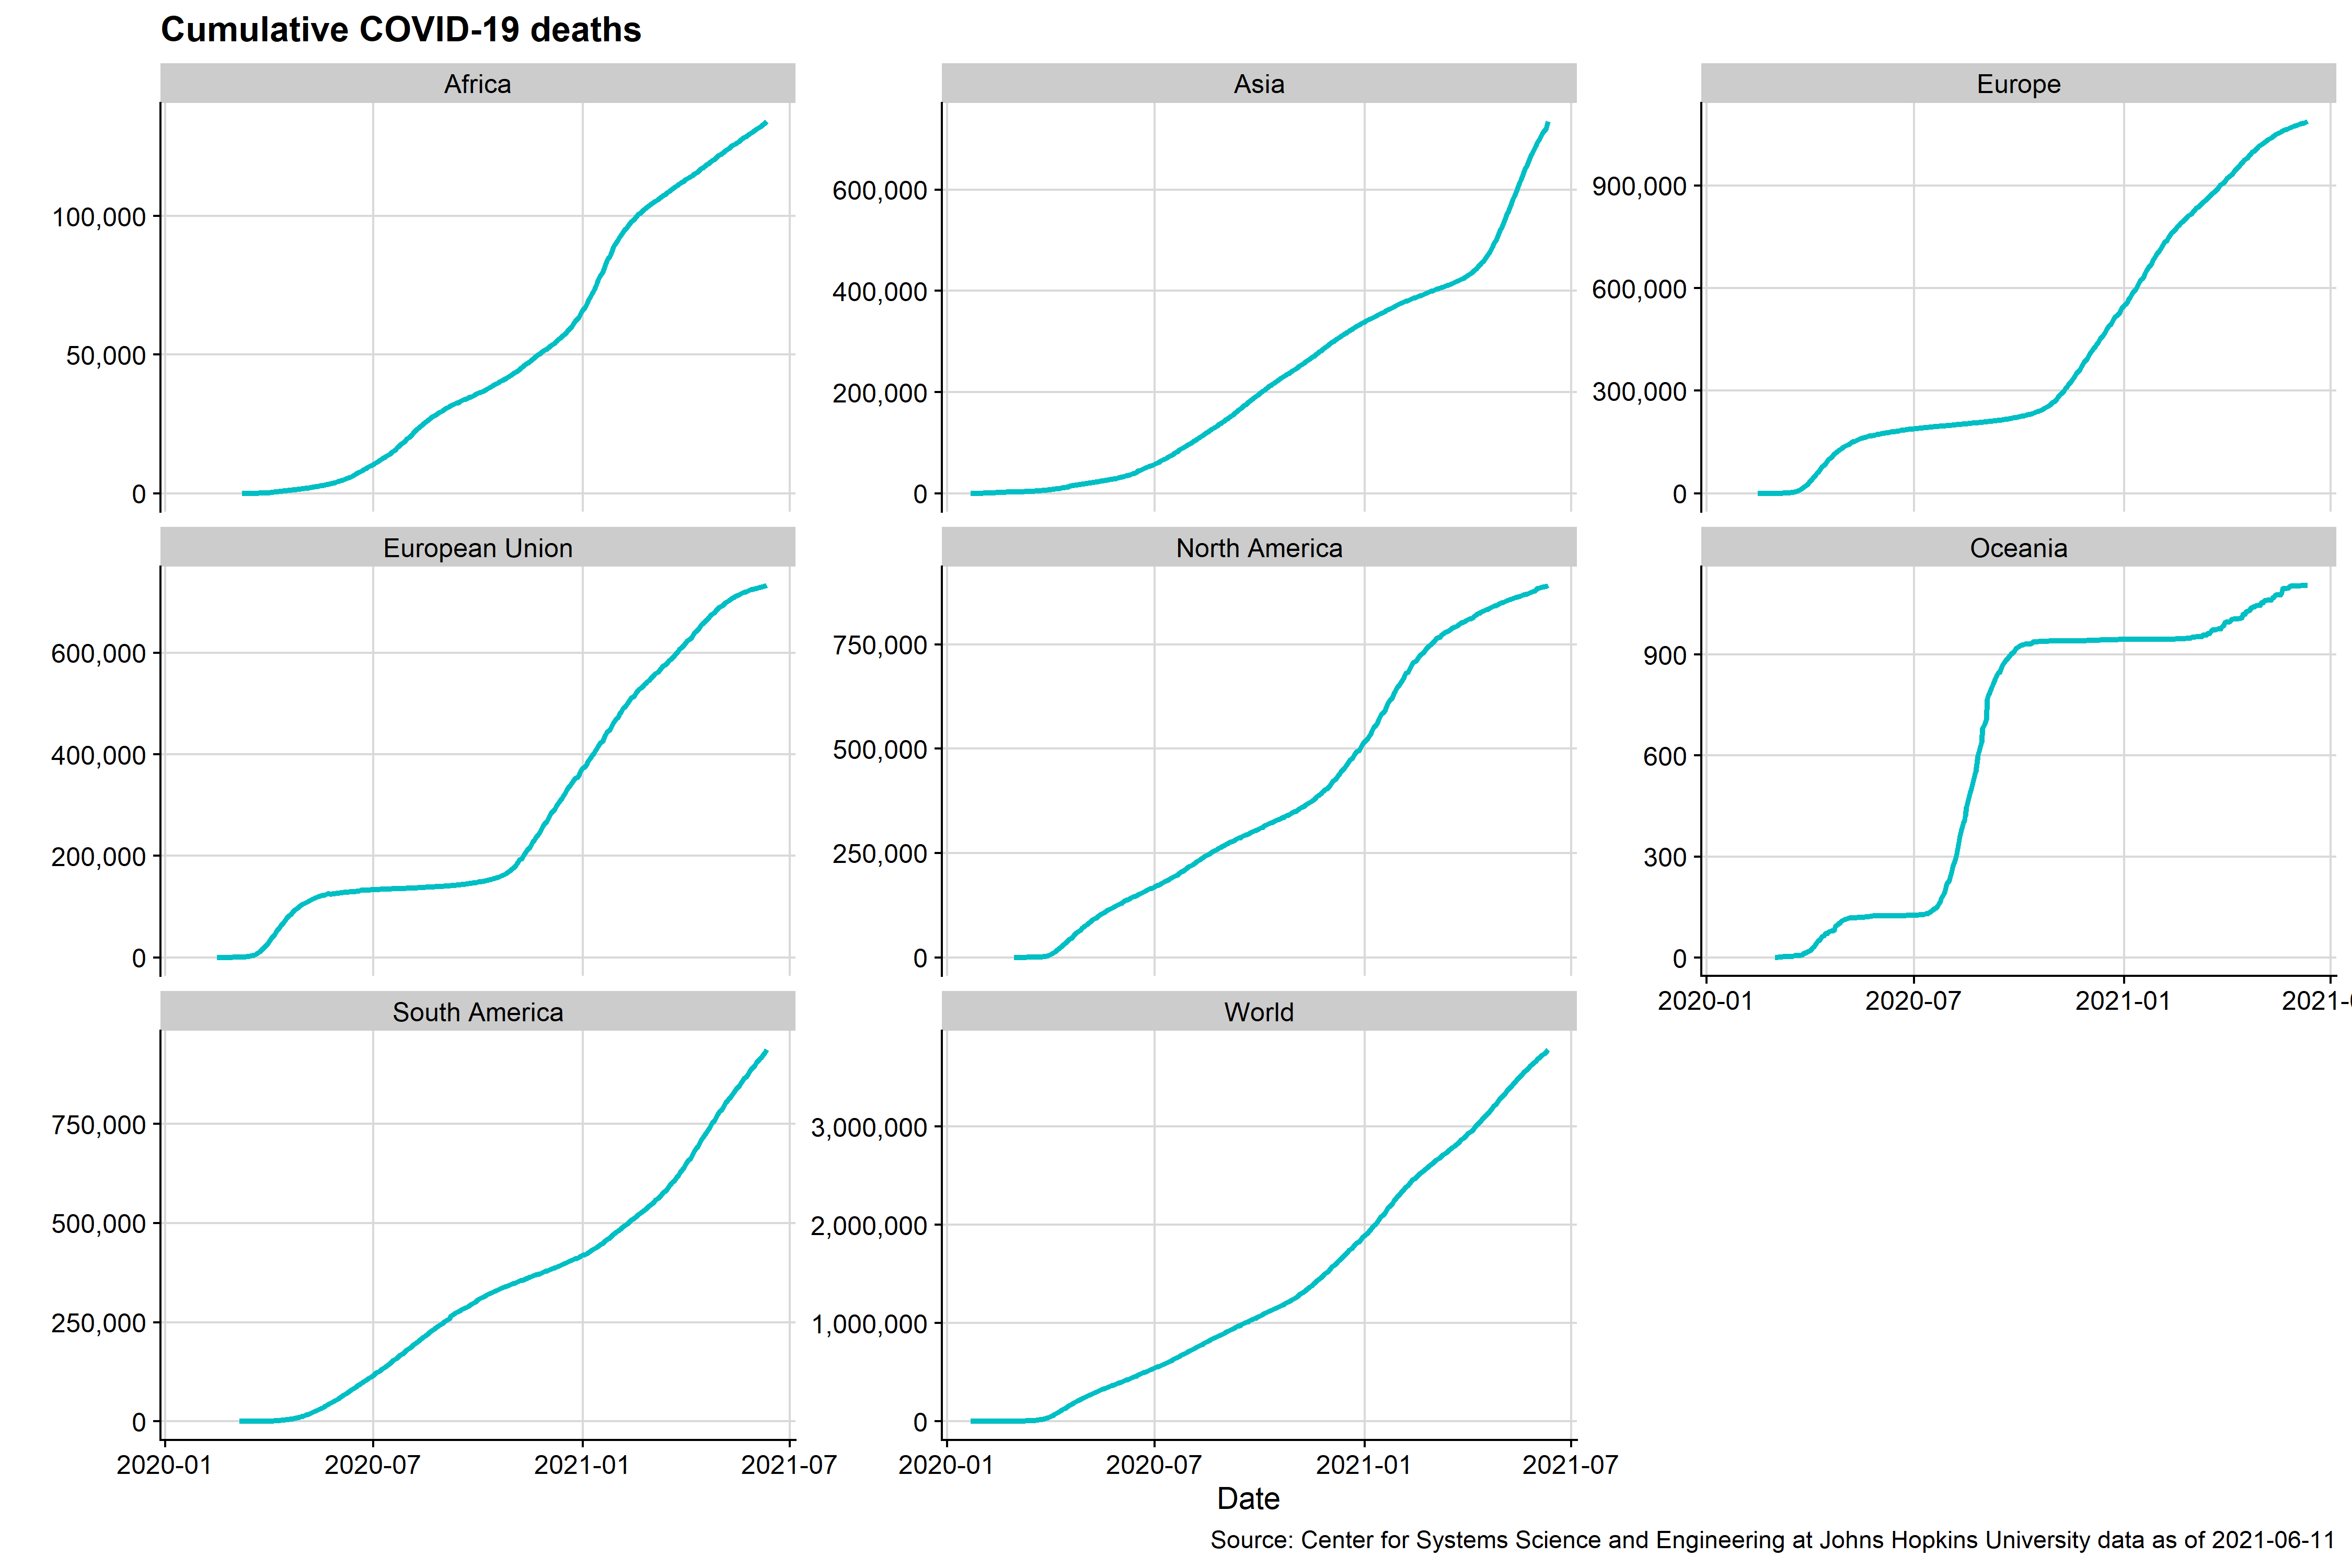 Cumulative COVID-19 deaths
Africa
Asia
Europe
100,000
50,000
0
600,000
400,000
200,000
0
900,000
600,000
300,000
0
European Union
North America
Oceania
600,000
400,000
200,000
0
750,000
500,000
250,000
0
900
600
300
0
2020-01 2020-07 2021-01 2021-
South America
World
750,000
500,000
250,000
0
3,000,000
2,000,000
1,000,000
0
2020-01 2020-07 2021-01 2021-07
2020-01 2020-07 2021-01 2021-07
Date
Source: Center for Systems Science and Engineering at Johns Hopkins University data as of 2021-06-11